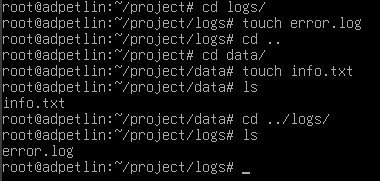 root@adpetlin:~/project# cd logs/
root@adpetlin:~/project/logs# touch error.log
root@adpetlin:~/project/logs# cd ..
root@adpetlin:~/project# cd data/
root@adpetlin:~/project/data# touch info.txt
root@adpetlin:~/project/data# ls
info.txt
root@adpetlin:~/project/data# cd ../logs/
root@adpetlin:~/project/logs# ls
error.log
root@adpetlin:~/project/logs# _